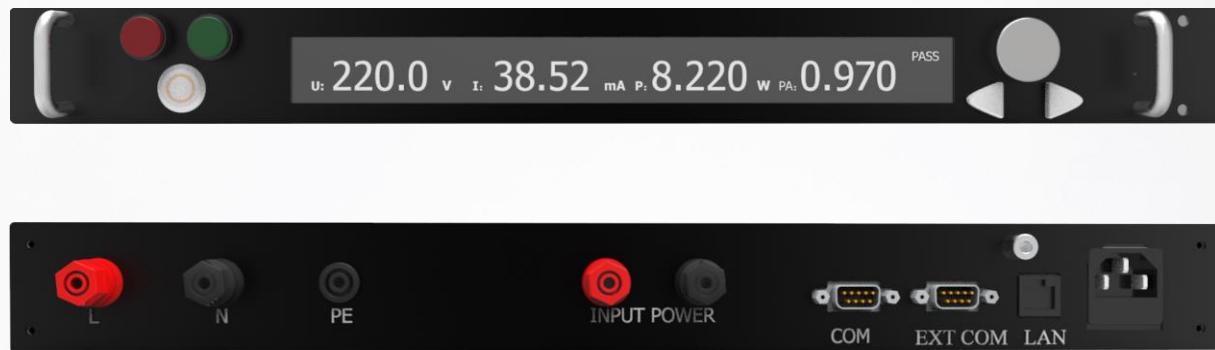 PASS
U: 220.0 V I: 38.52 mA P: 8.220 W PA: 0.970
L N PE INPUT POWER
COM EXT COM LAN